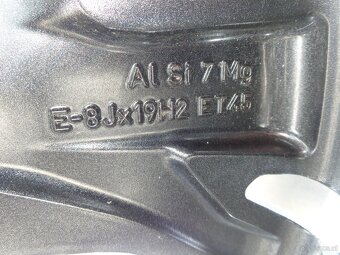 Al Si 7 Mg
E-8Jx19H2 ET45